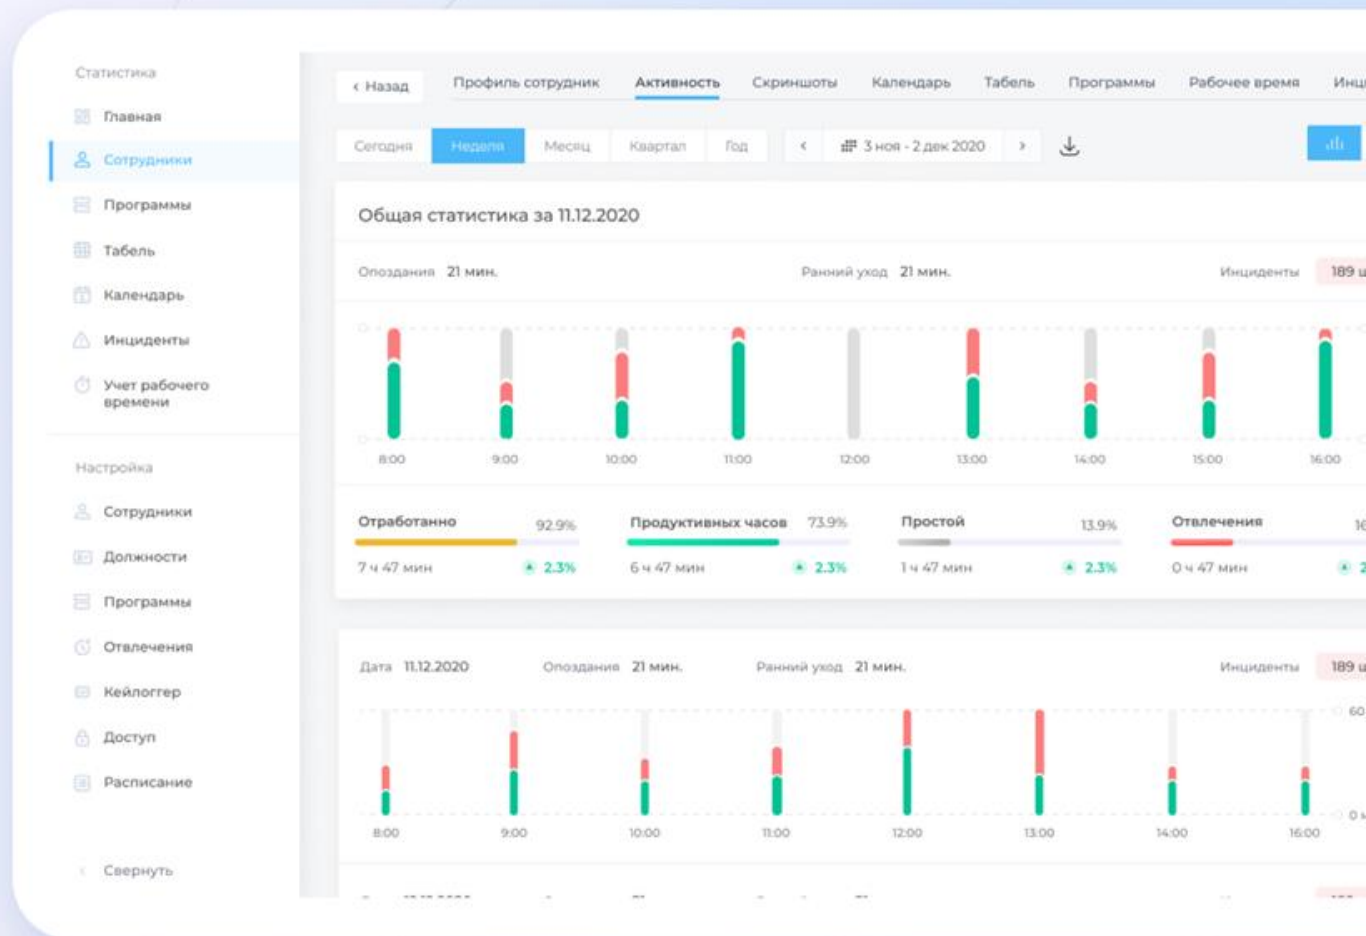 Статистика
Главная
Сотрудники
Программы
Табель
Календарь
Инциденты
Учет рабочего
времени
Настройка
Сотрудники
Должности
Программы
Отвлечения
Кейлоггер
Доступ
Расписание
Свернуть
Назад Профиль сотрудник Активность Скриншоты Календарь Табель Программы Рабочее время
Сегодня Неделя Месяц Квартал Год 3 ноя - 2 дек 2020
Общая статистика за 11.12.2020
Опоздания 21 мин. Ранний уход 21 мин. Инциденты 189
8:00 9:00 10:00 11:00 12:00 13:00 14:00 15:00 16:00
Отработанно 92.9% Продуктивных часов 73.9% Простой 13.9% Отвлечения
7 ч 47 мин 2.3% 6 ч 47 мин 2.3% 1 ч 47 мин 2.3% 0 ч 47 мин
Дата 11.12.2020 Опоздания 21 мин. Ранний уход 21 мин. Инциденты 189
60
0
8:00 9:00 10:00 11:00 12:00 13:00 14:00 16:00